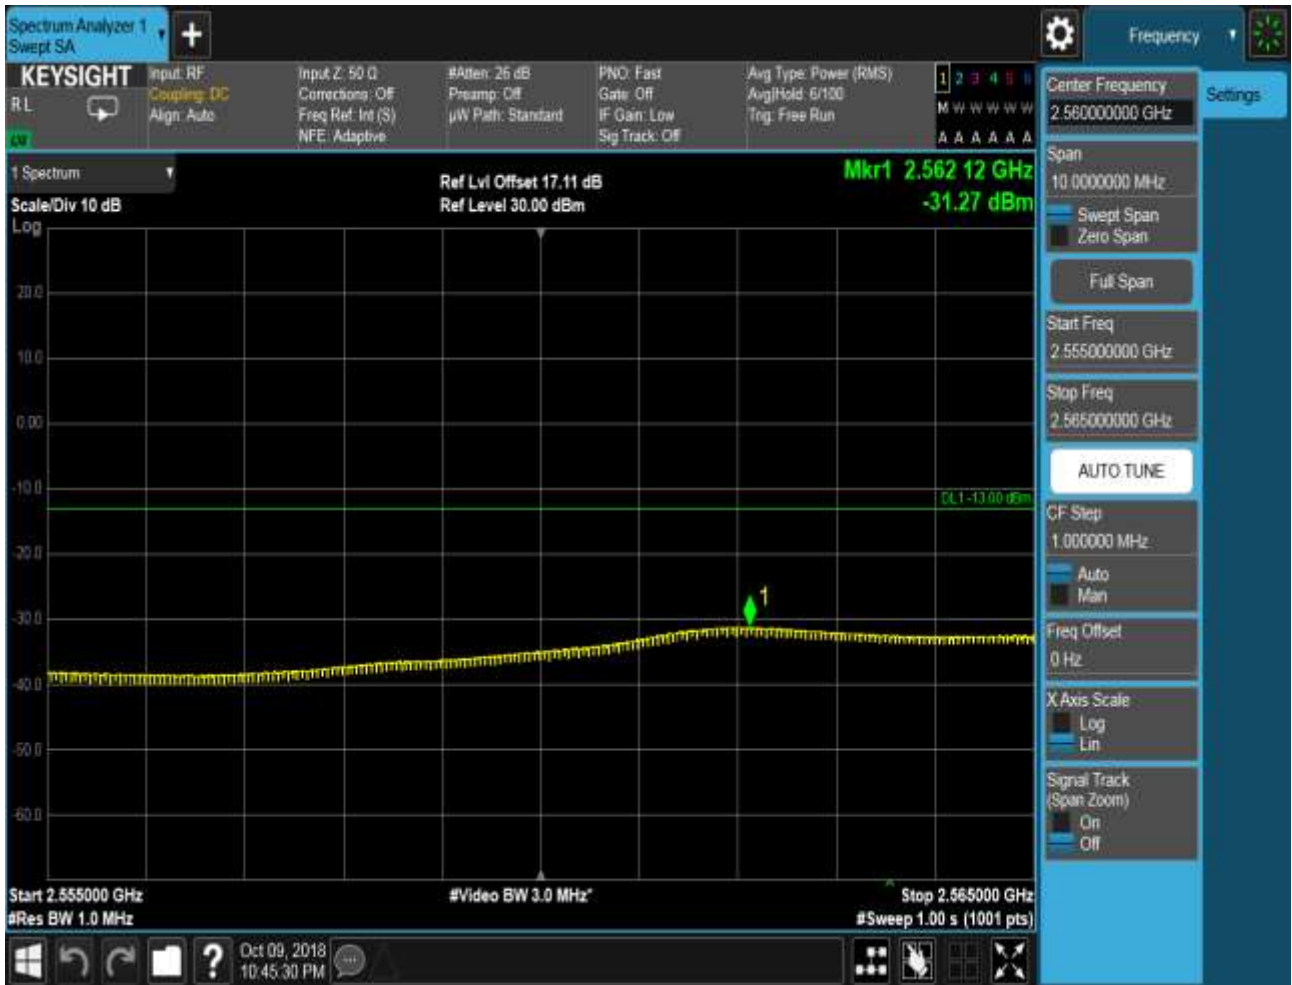 Spectrum Analyzer 1
Swept SA
+
Frequency
KEYSIGHT
RL
Input: RF
Coupling: DC
Align: Auto
Input Z: 50 Ω
Corrections: Off
Freq Ref: Int (S)
NFE: Adaptive
#Atten: 26 dB
Preamp: Off
µW Path: Standard
PNO: Fast
Gate: Off
IF Gain: Low
Sig Track: Off
Avg Type: Power (RMS)
Avg|Hold: 6/100
Trig: Free Run
1 2 3 4 5 6
M W W W W W
A A A A A A
Center Frequency
2.560000000 GHz
Settings
Span
10.0000000 MHz
Swept Span
Zero Span
Full Span
Start Freq
2.555000000 GHz
Stop Freq
2.565000000 GHz
AUTO TUNE
CF Step
1.000000 MHz
Auto
Man
Freq Offset
0 Hz
X Axis Scale
Log
Lin
Signal Track
(Span Zoom)
On
Off
1 Spectrum
Scale/Div 10 dB
Log
Ref Lvl Offset 17.11 dB
Ref Level 30.00 dBm
Mkr1 2.562 12 GHz
-31.27 dBm
20.0
10.0
0.00
-10.0
DL1 -13.00 dBm
-20.0
1
-30.0
-40.0
-50.0
-60.0
Start 2.555000 GHz
#Video BW 3.0 MHz*
Stop 2.565000 GHz
#Res BW 1.0 MHz
#Sweep 1.00 s (1001 pts)
?
Oct 09, 2018
10:45:30 PM